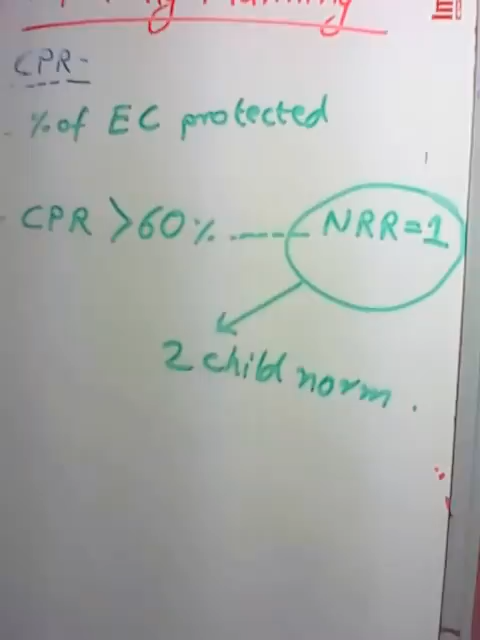 CPR-
- % of EC protected
- CPR >60% ----- NRR=1
2 child norm.